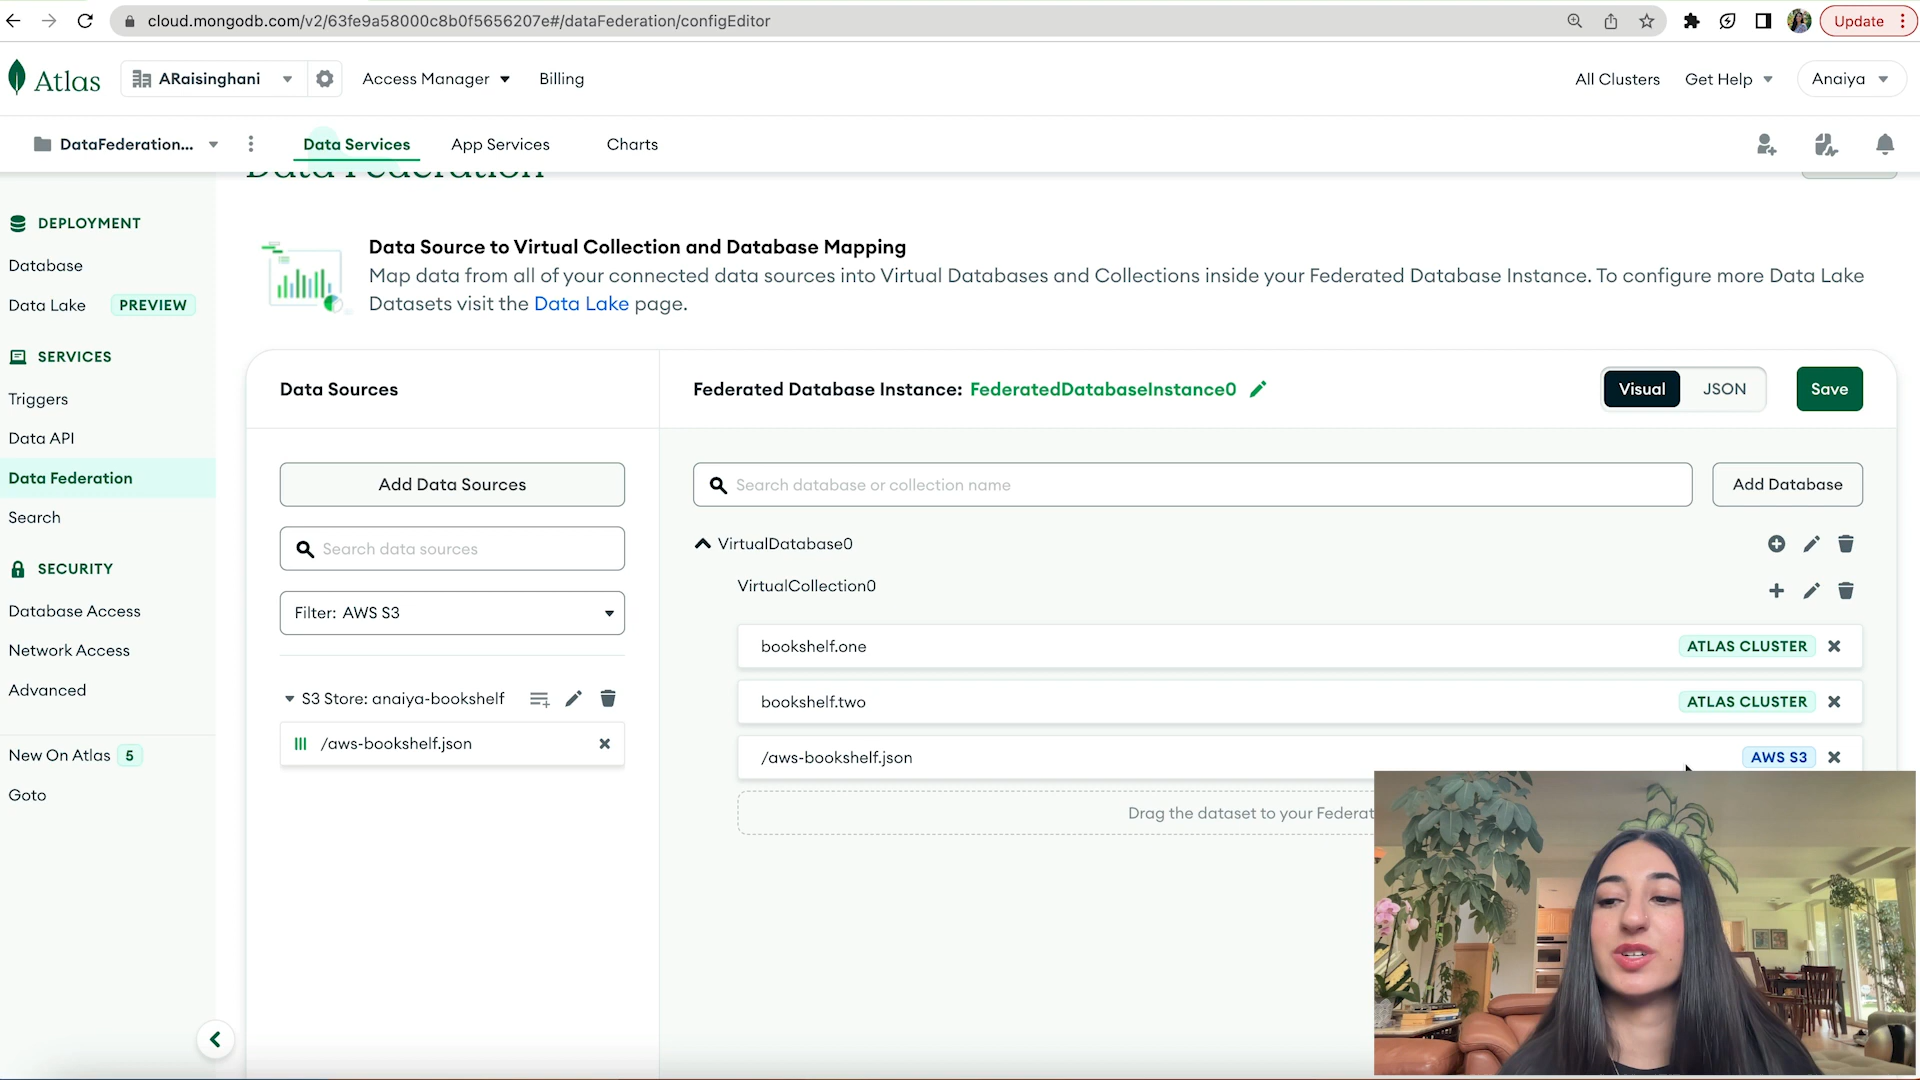 cloud.mongodb.com/v2/63fe9a58000c8b0f5656207e#/dataFederation/configEditor
Update
Atlas
ARaisinghani
Access Manager
Billing
All Clusters
Get Help
Anaiya
DataFederation...
Data Services
App Services
Charts
Data Federation
DEPLOYMENT
Database
Data Lake
PREVIEW
SERVICES
Triggers
Data API
Data Federation
Search
SECURITY
Database Access
Network Access
Advanced
New On Atlas 5
Goto
Data Source to Virtual Collection and Database Mapping
Map data from all of your connected data sources into Virtual Databases and Collections inside your Federated Database Instance. To configure more Data Lake
Datasets visit the Data Lake page.
Data Sources
Add Data Sources
Search data sources
Filter: AWS S3
S3 Store: anaiya-bookshelf
/aws-bookshelf.json
Federated Database Instance: FederatedDatabaseInstance0
Visual
JSON
Save
Search database or collection name
Add Database
VirtualDatabase0
VirtualCollection0
bookshelf.one
ATLAS CLUSTER
bookshelf.two
ATLAS CLUSTER
/aws-bookshelf.json
AWS S3
Drag the dataset to your Federat